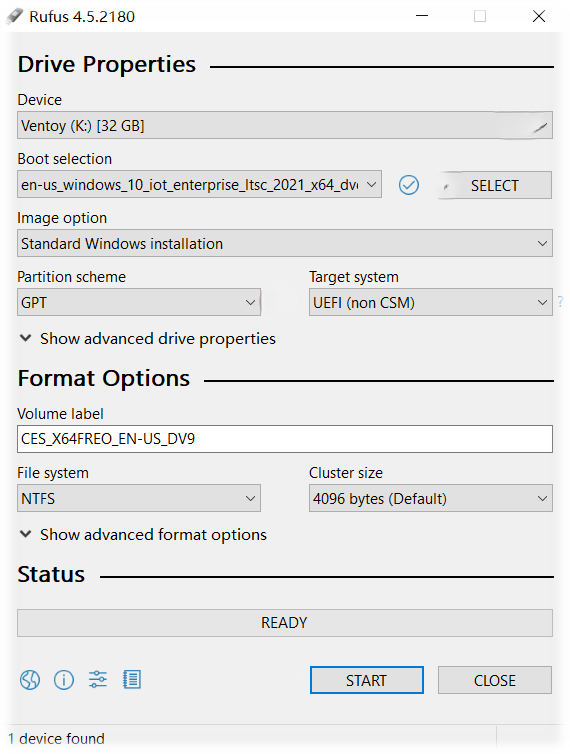 Rufus 4.5.2180
Drive Properties
Device
Ventoy (K:) [32 GB]
Boot selection
en-us_windows_10_iot_enterprise_ltsc_2021_x64_dv
SELECT
Image option
Standard Windows installation
Partition scheme
Target system
GPT
UEFI (non CSM)
?
Show advanced drive properties
Format Options
Volume label
CES_X64FREO_EN-US_DV9
File system
Cluster size
NTFS
4096 bytes (Default)
Show advanced format options
Status
READY
START
CLOSE
1 device found